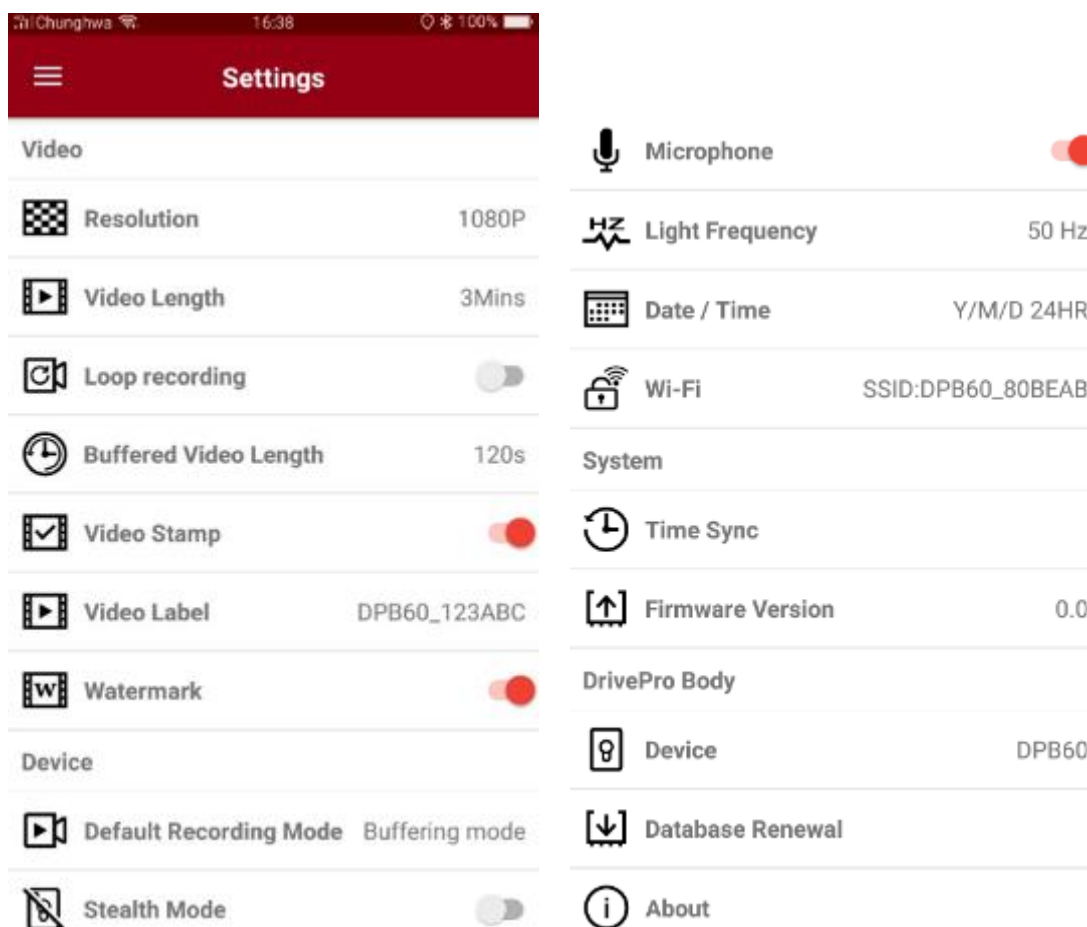 Chunghwa 16:38 100%
Settings
Video
Resolution 1080P
Video Length 3Mins
Loop recording
Buffered Video Length 120s
Video Stamp
Video Label DPB60_123ABC
W Watermark
Device
Default Recording Mode Buffering mode
Stealth Mode
Microphone
HZ Light Frequency 50 Hz
Date / Time Y/M/D 24HR
Wi-Fi SSID:DPB60_80BEAB
System
Time Sync
Firmware Version 0.0
DrivePro Body
Device DPB60
Database Renewal
i About